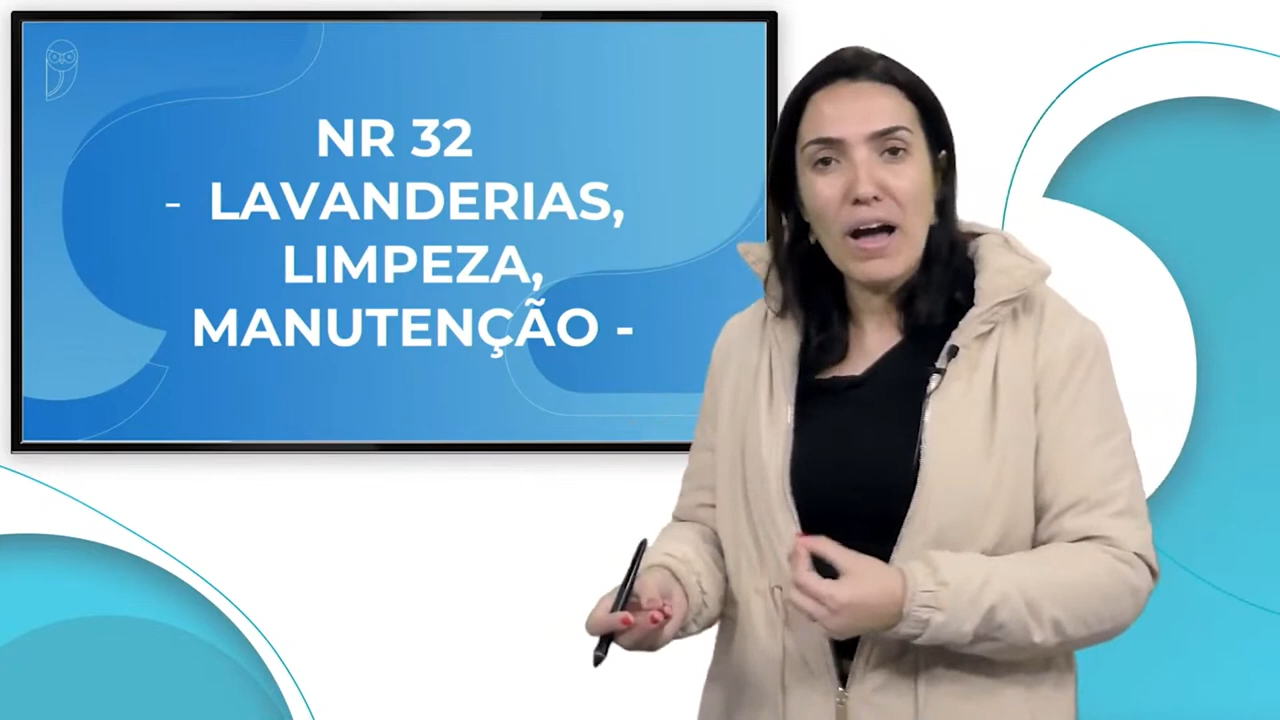 NR 32
- LAVANDERIAS,
LIMPEZA,
MANUTENÇÃO -